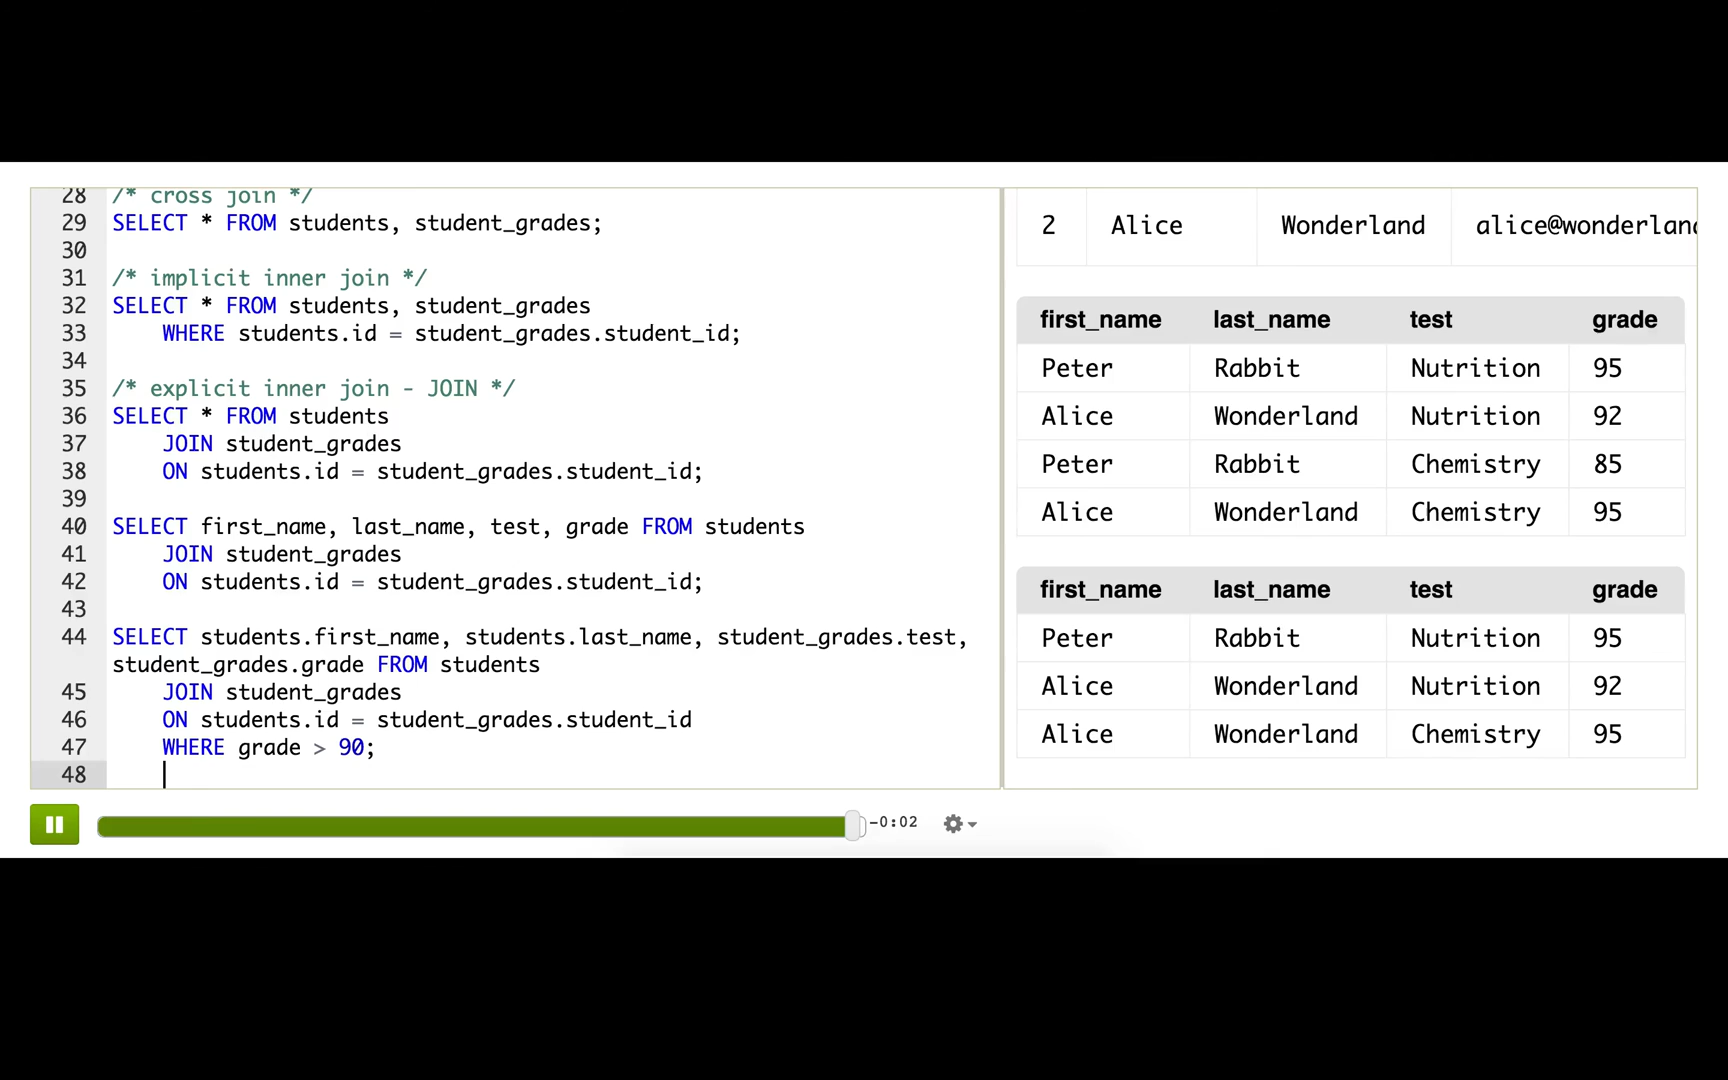 28 /* cross join */
29 SELECT * FROM students, student_grades;
30
31 /* implicit inner join */
32 SELECT * FROM students, student_grades
33 WHERE students.id = student_grades.student_id;
34
35 /* explicit inner join - JOIN */
36 SELECT * FROM students
37 JOIN student_grades
38 ON students.id = student_grades.student_id;
39
40 SELECT first_name, last_name, test, grade FROM students
41 JOIN student_grades
42 ON students.id = student_grades.student_id;
43
44 SELECT students.first_name, students.last_name, student_grades.test,
student_grades.grade FROM students
45 JOIN student_grades
46 ON students.id = student_grades.student_id
47 WHERE grade > 90;
48
2 Alice Wonderland alice@wonderland
first_name last_name test grade
Peter Rabbit Nutrition 95
Alice Wonderland Nutrition 92
Peter Rabbit Chemistry 85
Alice Wonderland Chemistry 95
first_name last_name test grade
Peter Rabbit Nutrition 95
Alice Wonderland Nutrition 92
Alice Wonderland Chemistry 95
-0:02